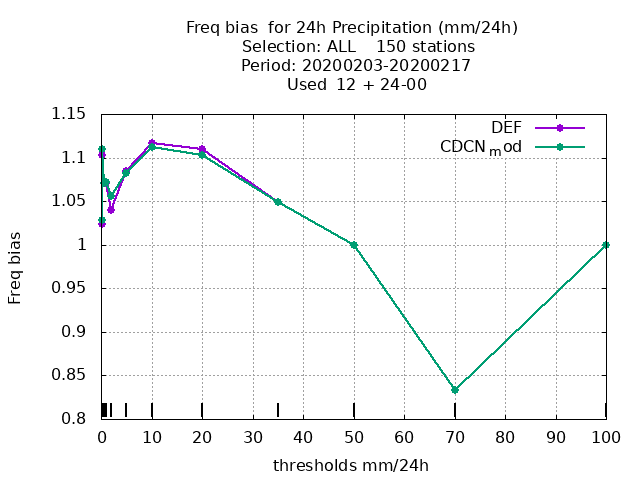 Freq bias  for 24h Precipitation (mm/24h)
Selection: ALL    150 stations
Period: 20200203-20200217
Used  12 + 24-00
DEF
CDCN_mod
1.15
1.1
1.05
1
0.95
0.9
0.85
0.8
Freq bias
0 10 20 30 40 50 60 70 80 90 100
thresholds mm/24h